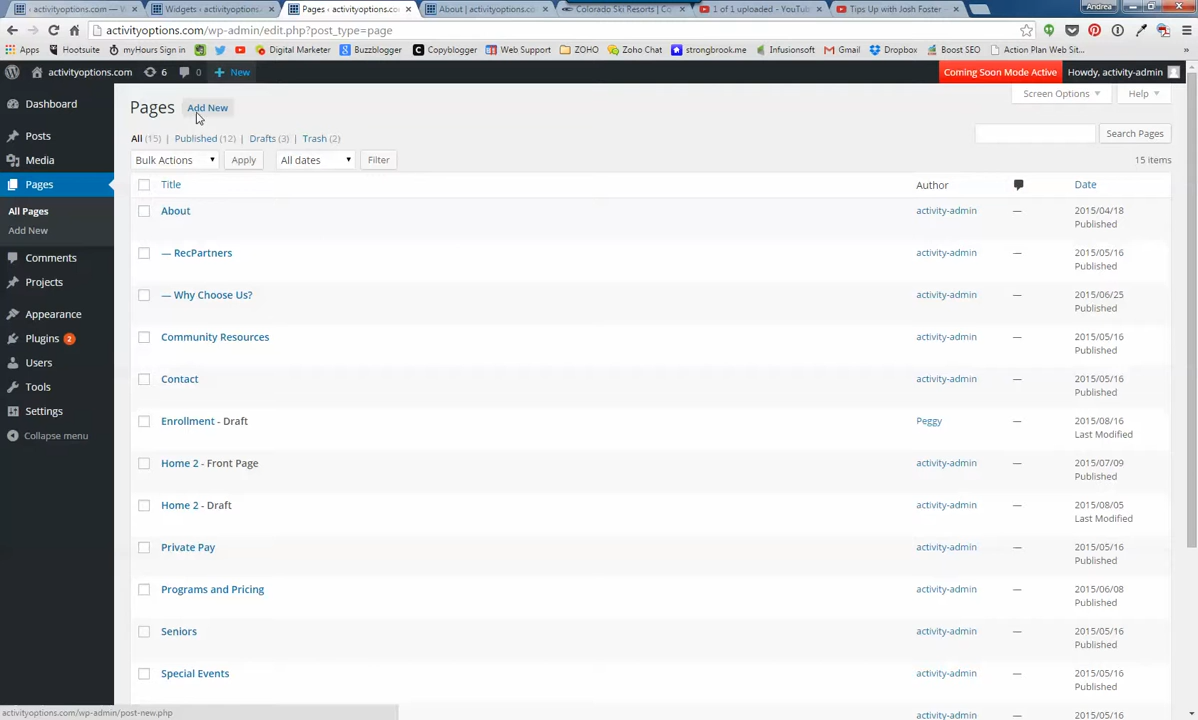 ‹ activityoptions.com — W
Widgets ‹ activityoptions.
Pages ‹ activityoptions.co
About | activityoptions.co
Colorado Ski Resorts | Co
1 of 1 uploaded - YouTub
Tips Up with Josh Foster
Andrea
activityoptions.com/wp-admin/edit.php?post_type=page
Apps Hootsuite myHours Sign in Digital Marketer Buzzblogger Copyblogger Web Support ZOHO Zoho Chat strongbrook.me Infusionsoft Gmail Dropbox Boost SEO Action Plan Web Sit... »
activityoptions.com 6 0 + New Coming Soon Mode Active Howdy, activity-admin
Dashboard
Posts
Media
Pages
All Pages
Add New
Comments
Projects
Appearance
Plugins 2
Users
Tools
Settings
Collapse menu
Screen Options Help
Pages Add New
All (15) | Published (12) | Drafts (3) | Trash (2)
Search Pages
Bulk Actions Apply All dates Filter 15 items
Title Author Date
About activity-admin — 2015/04/18
Published
— RecPartners activity-admin — 2015/05/16
Published
— Why Choose Us? activity-admin — 2015/06/25
Published
Community Resources activity-admin — 2015/05/16
Published
Contact activity-admin — 2015/05/16
Published
Enrollment - Draft Peggy — 2015/08/16
Last Modified
Home 2 - Front Page activity-admin — 2015/07/09
Published
Home 2 - Draft activity-admin — 2015/08/05
Last Modified
Private Pay activity-admin — 2015/05/16
Published
Programs and Pricing activity-admin — 2015/06/08
Published
Seniors activity-admin — 2015/05/16
Published
Special Events activity-admin — 2015/05/16
Published
activity-admin — 2015/05/16
activityoptions.com/wp-admin/post-new.php